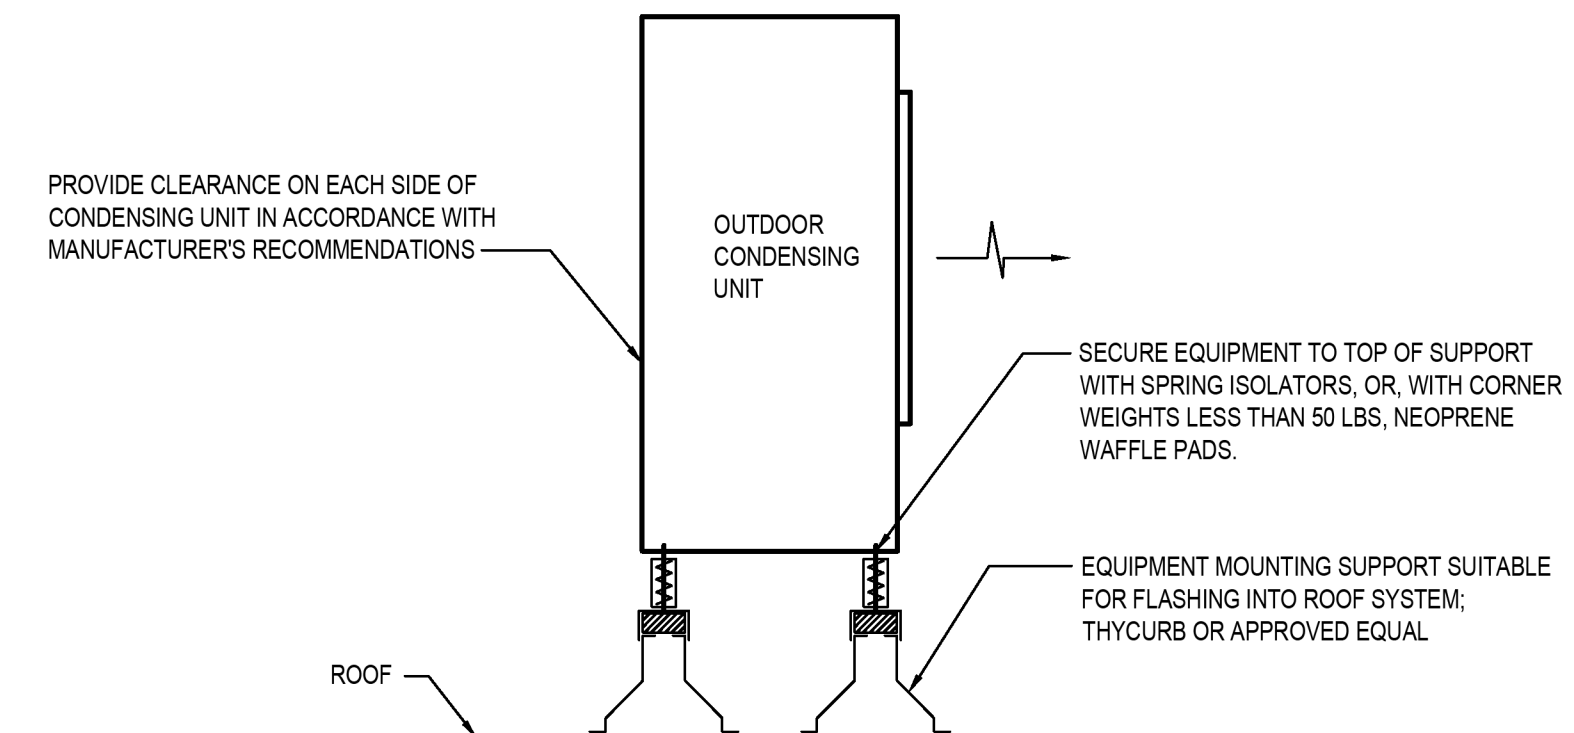 PROVIDE CLEARANCE ON EACH SIDE OF
CONDENSING UNIT IN ACCORDANCE WITH
MANUFACTURER'S RECOMMENDATIONS
OUTDOOR
CONDENSING
UNIT
SECURE EQUIPMENT TO TOP OF SUPPORT
WITH SPRING ISOLATORS, OR, WITH CORNER
WEIGHTS LESS THAN 50 LBS, NEOPRENE
WAFFLE PADS.
EQUIPMENT MOUNTING SUPPORT SUITABLE
FOR FLASHING INTO ROOF SYSTEM;
THYCURB OR APPROVED EQUAL
ROOF